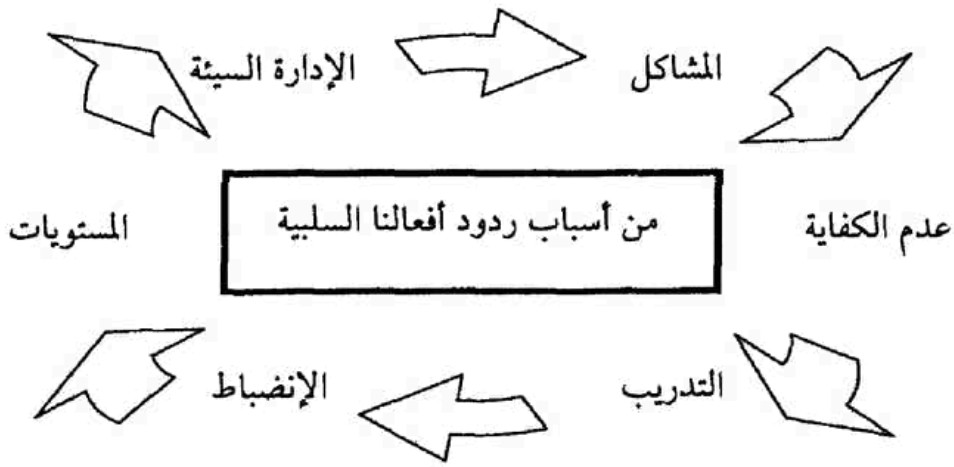 المشاكل
الإدارة السيئة
عدم الكفاية
من أسباب ردود أفعالنا السلبية
المستويات
التدريب
الإنضباط